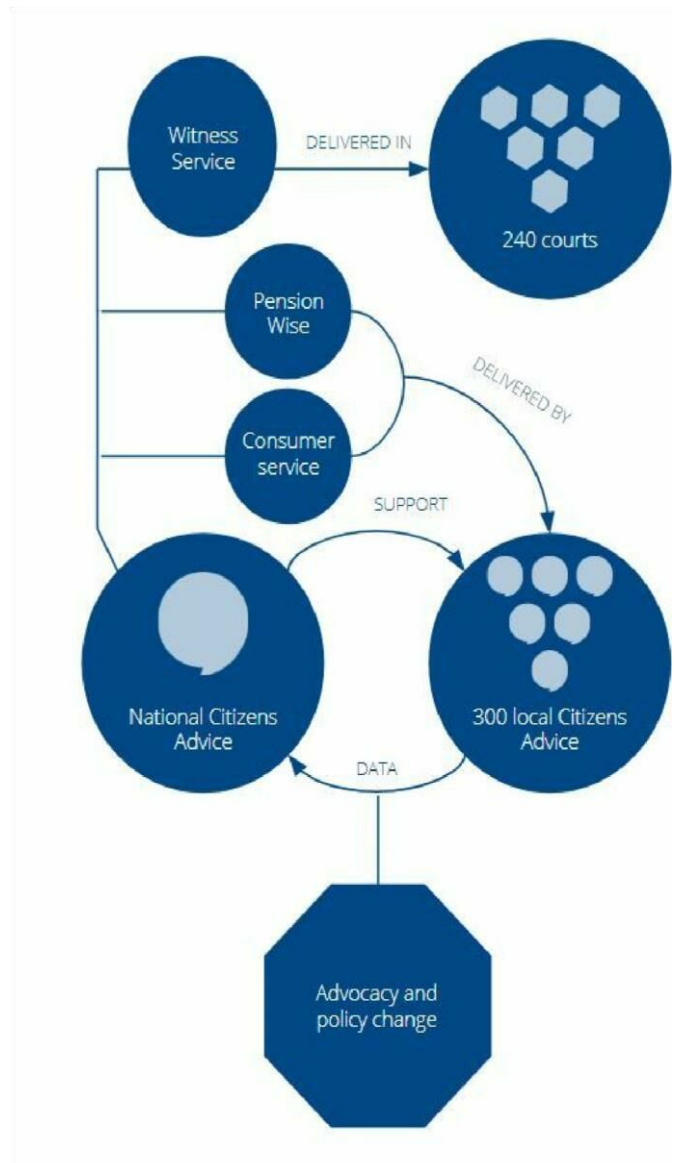 Witness
Service
DELIVERED IN
240 courts
Pension
Wise
DELIVERED BY
Consumer
service
SUPPORT
National Citizens
Advice
300 local Citizens
Advice
DATA
Advocacy and
policy change